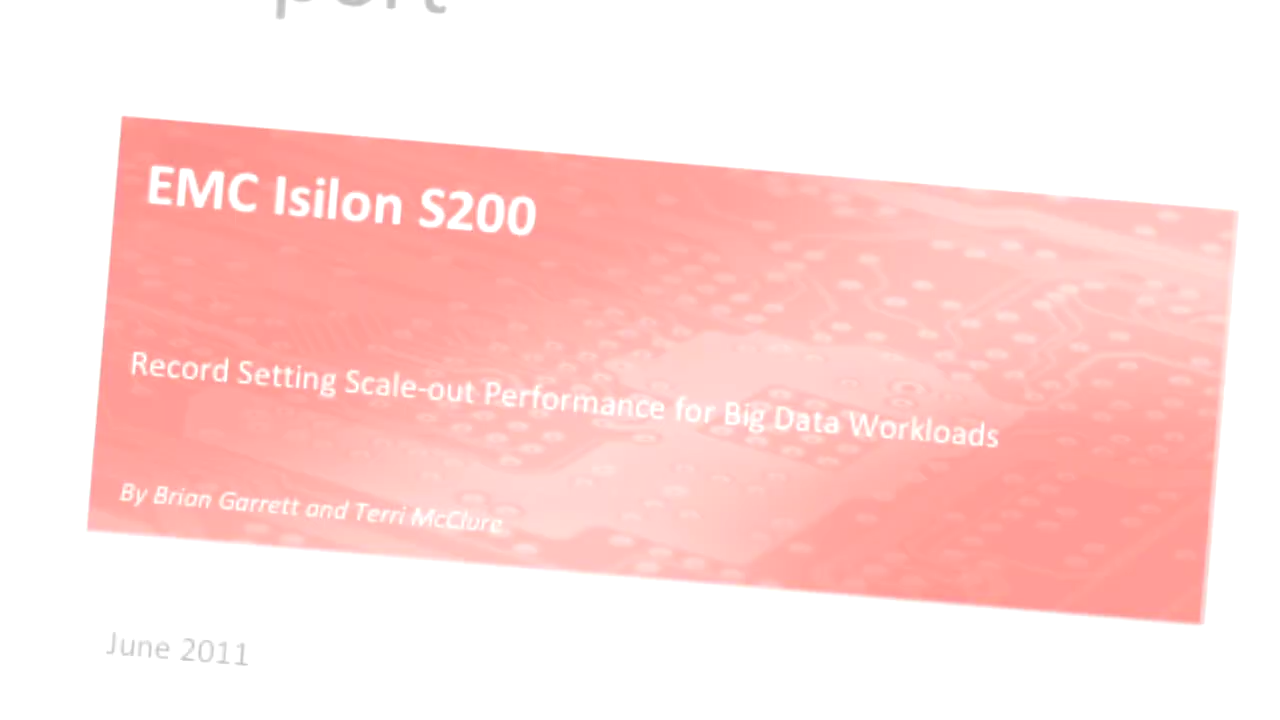 EMC Isilon S200
Record Setting Scale-out Performance for Big Data Workloads
By Brian Garrett and Terri McClure
June 2011